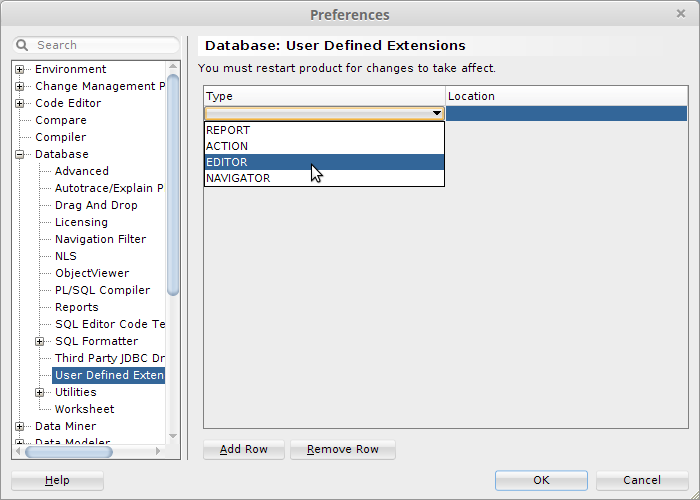 Preferences
Search
Environment
Change Management P
Code Editor
Compare
Compiler
Database
Advanced
Autotrace/Explain P
Drag And Drop
Licensing
Navigation Filter
NLS
ObjectViewer
PL/SQL Compiler
Reports
SQL Editor Code Te
SQL Formatter
Third Party JDBC Dr
User Defined Exten
Utilities
Worksheet
Data Miner
Data Modeler
Database: User Defined Extensions
You must restart product for changes to take affect.
Type Location
REPORT
ACTION
EDITOR
NAVIGATOR
Add Row Remove Row
Help OK Cancel